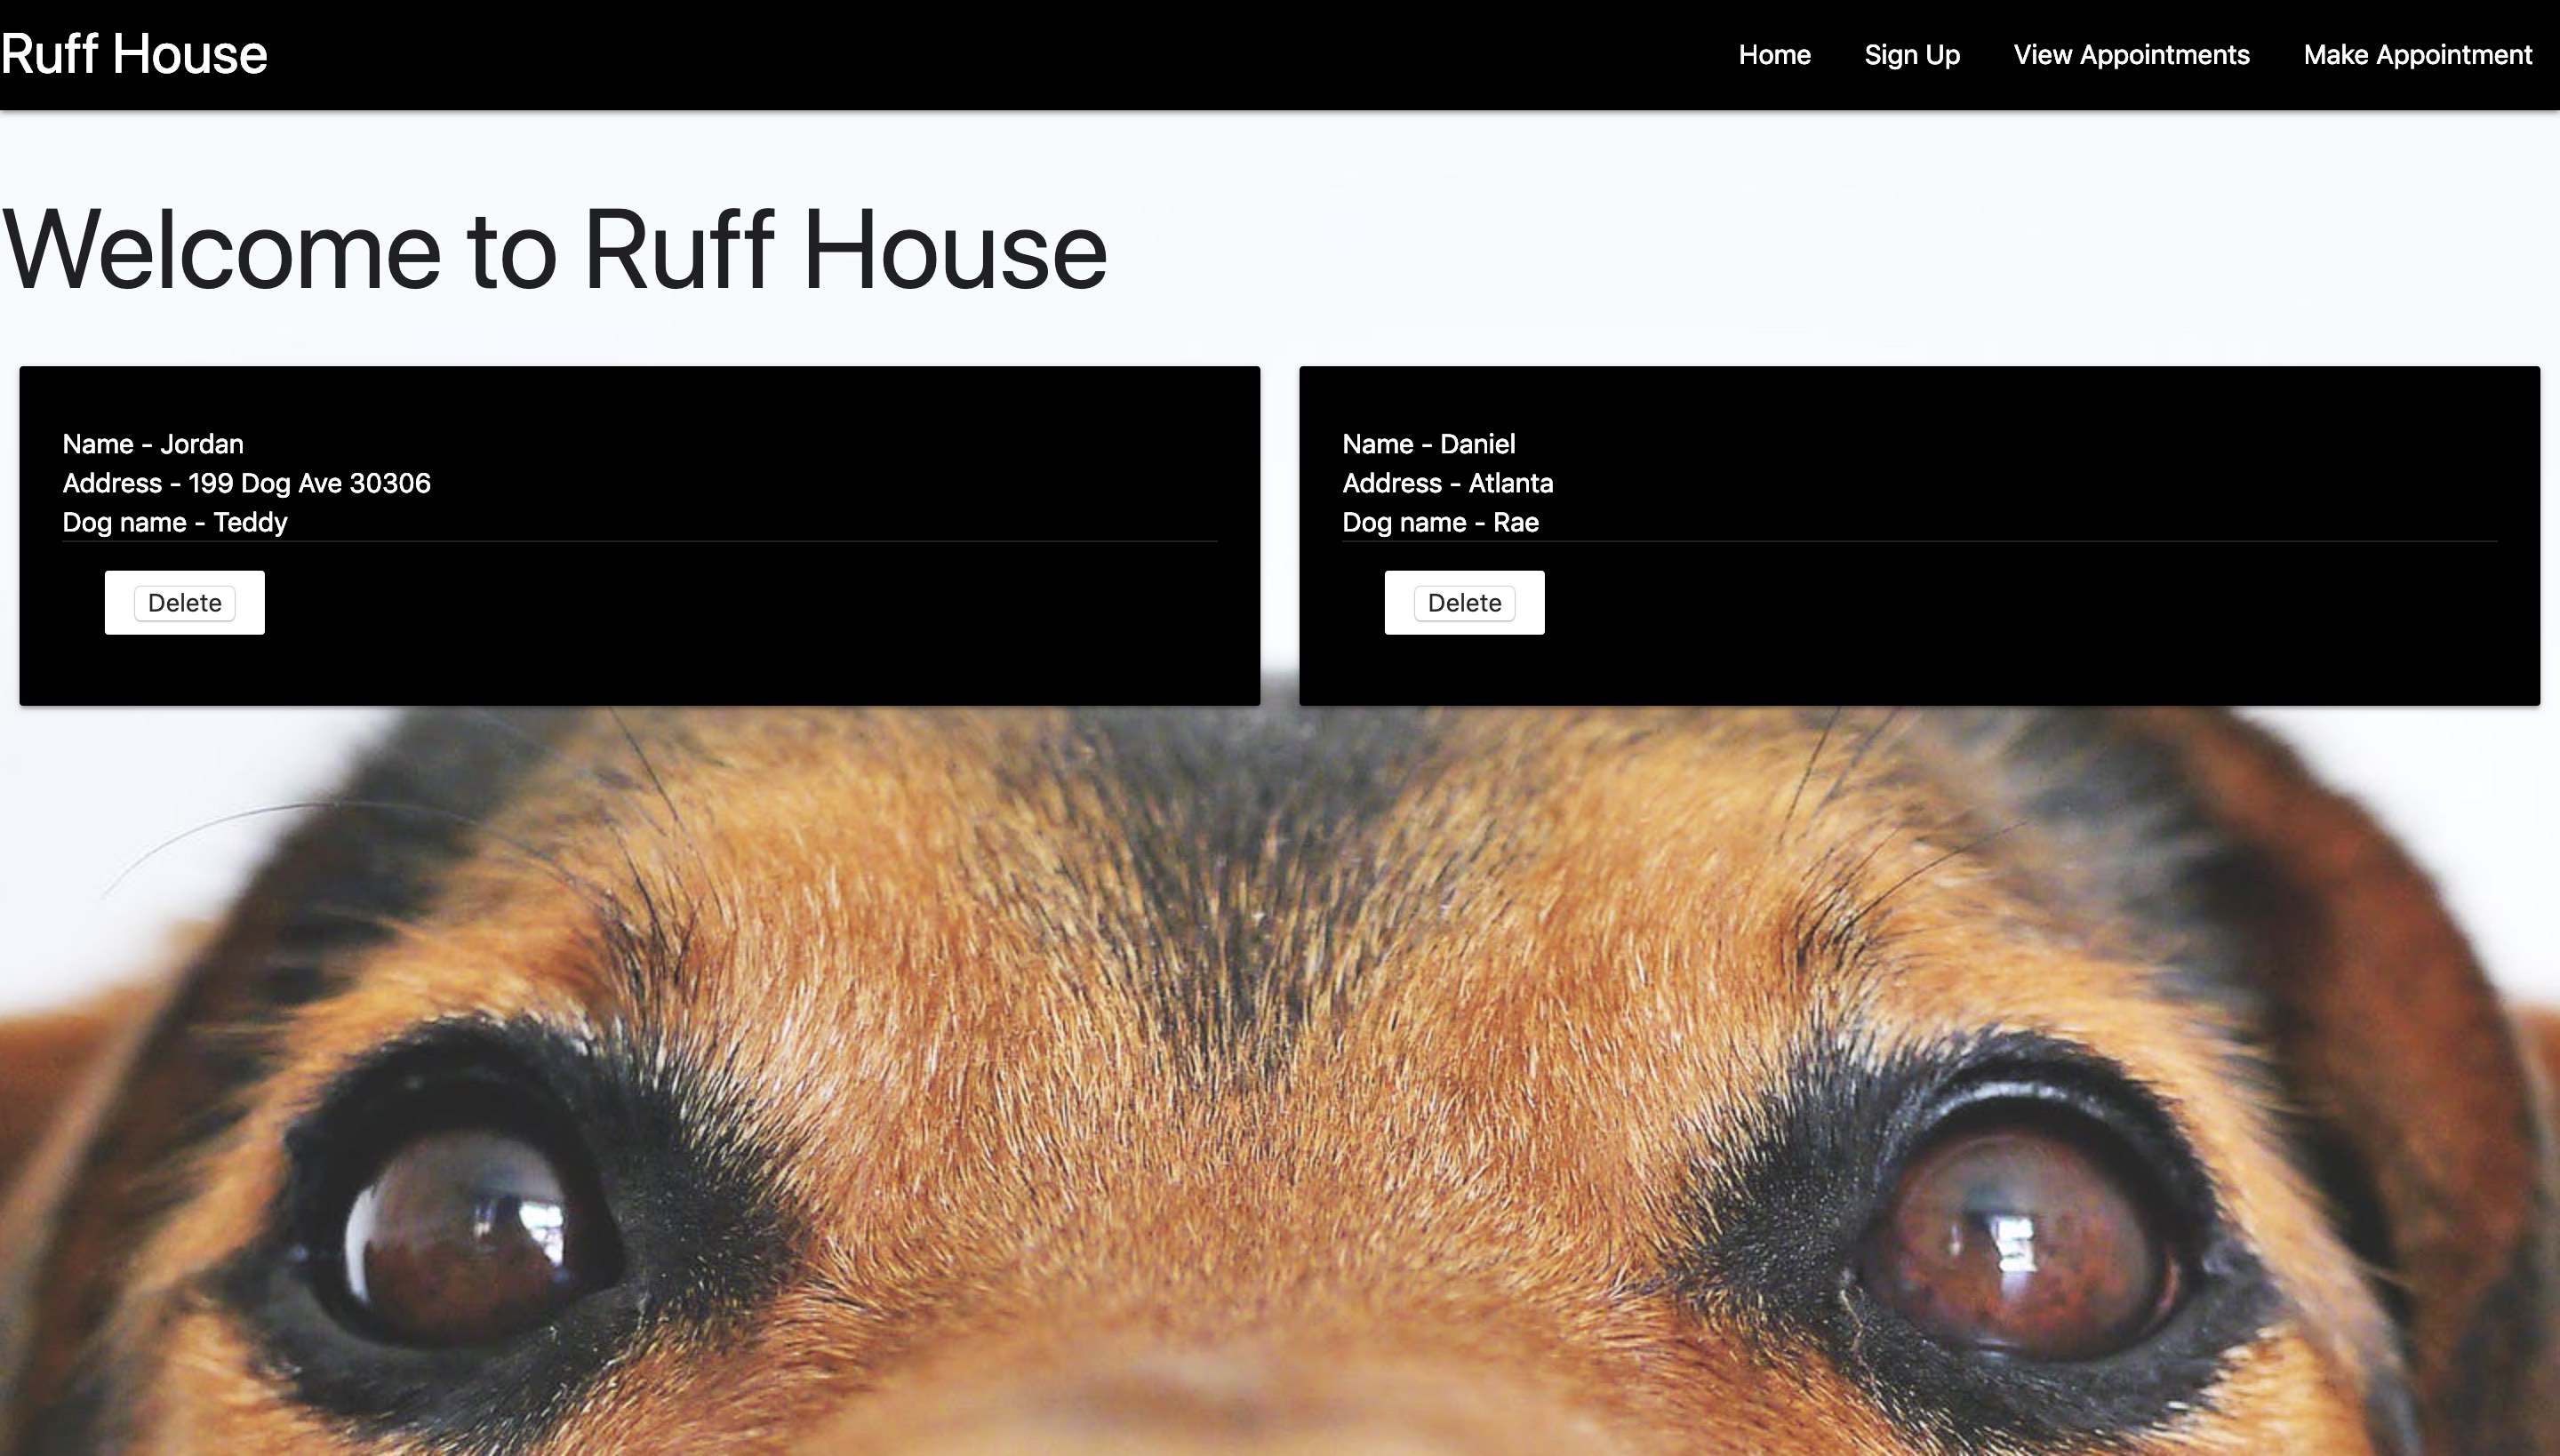 Ruff House
Home Sign Up View Appointments Make Appointment
Welcome to Ruff House
Name - Jordan
Address - 199 Dog Ave 30306
Dog name - Teddy
Delete
Name - Daniel
Address - Atlanta
Dog name - Rae
Delete